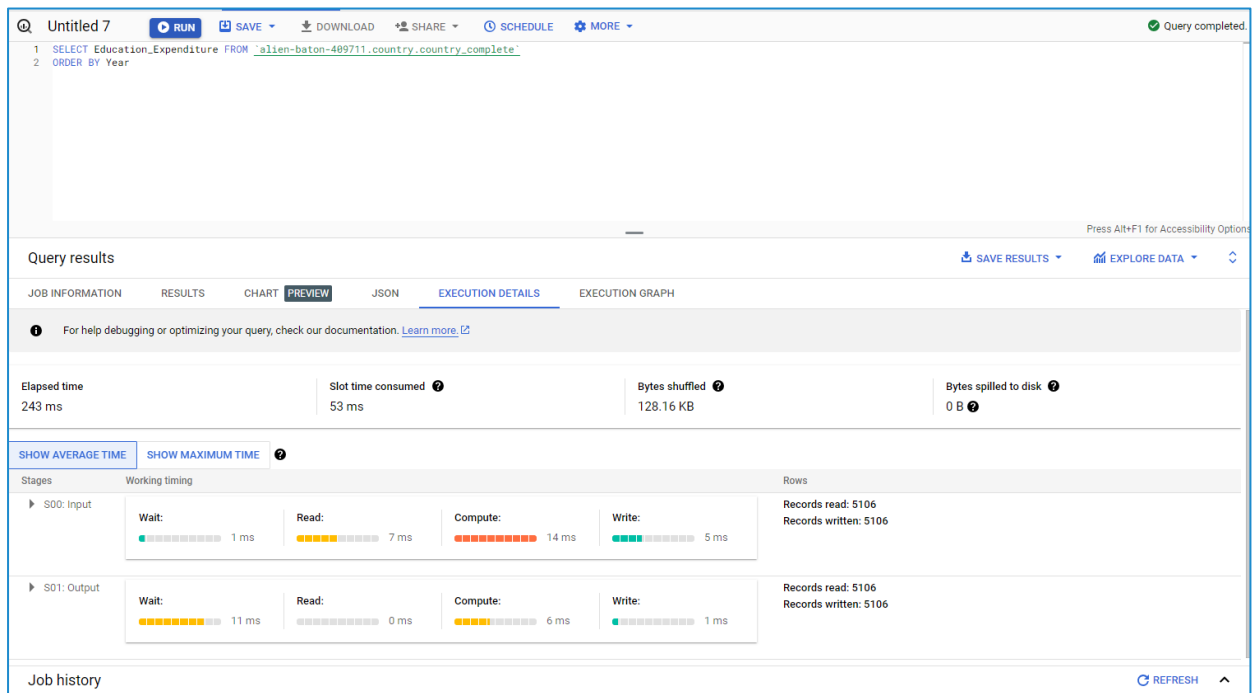 Untitled 7 RUN SAVE DOWNLOAD SHARE SCHEDULE MORE Query completed.
1 SELECT Education_Expenditure FROM `alien-baton-409711.country.country_complete`
2 ORDER BY Year
Press Alt+F1 for Accessibility Options
Query results SAVE RESULTS EXPLORE DATA
JOB INFORMATION RESULTS CHART PREVIEW JSON EXECUTION DETAILS EXECUTION GRAPH
For help debugging or optimizing your query, check our documentation. Learn more.
Elapsed time Slot time consumed Bytes shuffled Bytes spilled to disk
243 ms 53 ms 128.16 KB 0 B
SHOW AVERAGE TIME SHOW MAXIMUM TIME
Stages Working timing Rows
S00: Input Records read: 5106
Wait: Read: Compute: Write: Records written: 5106
1 ms 7 ms 14 ms 5 ms
S01: Output Records read: 5106
Wait: Read: Compute: Write: Records written: 5106
11 ms 0 ms 6 ms 1 ms
Job history REFRESH